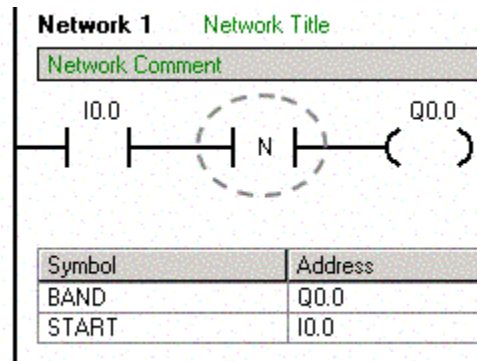 Network 1 Network Title
Network Comment
I0.0 Q0.0
N
Symbol Address
BAND Q0.0
START I0.0